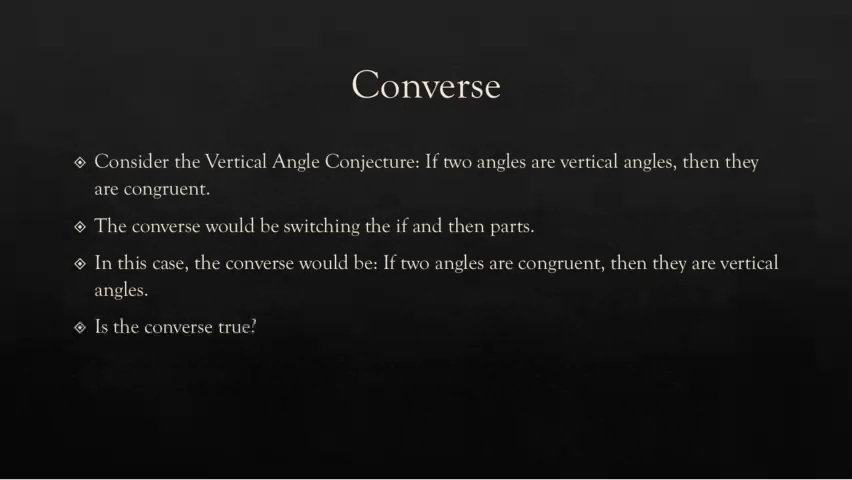 Converse
Consider the Vertical Angle Conjecture: If two angles are vertical angles, then they
are congruent.
The converse would be switching the if and then parts.
In this case, the converse would be: If two angles are congruent, then they are vertical
angles.
Is the converse true?